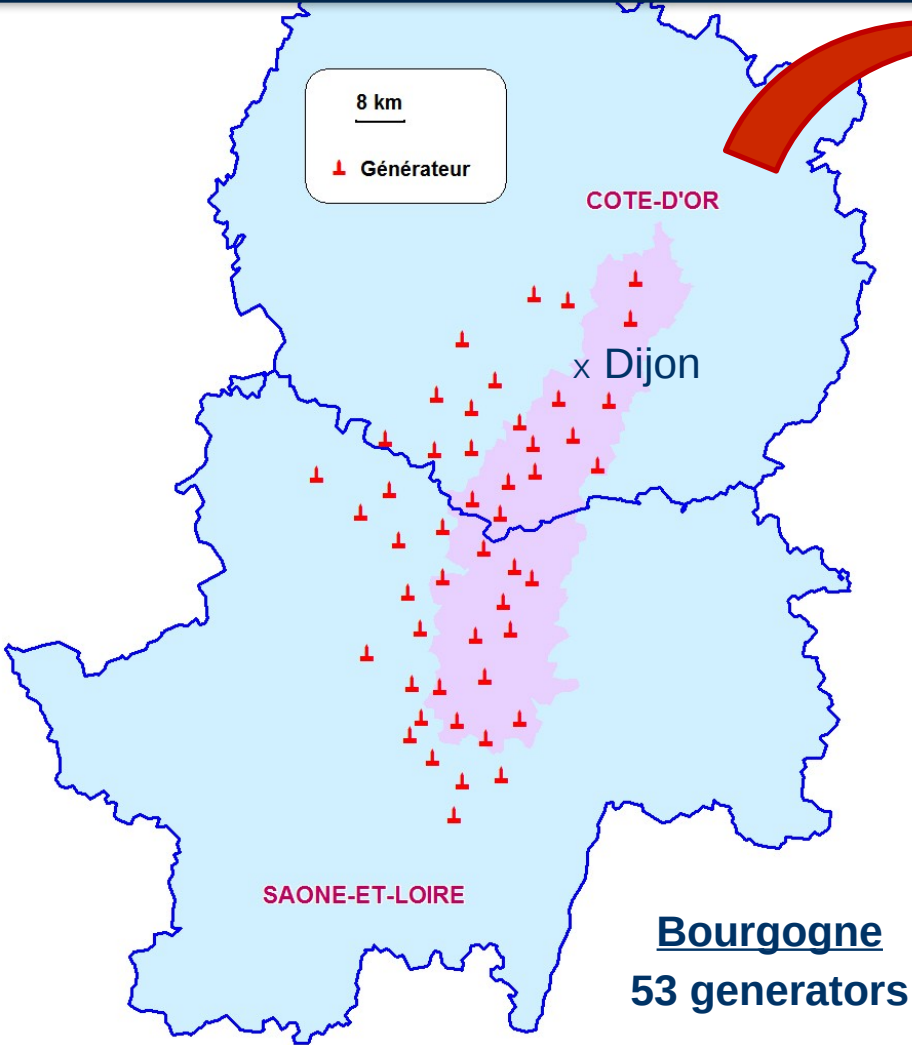 8 km
Générateur
COTE-D'OR
x Dijon
SAONE-ET-LOIRE
Bourgogne
53 generators